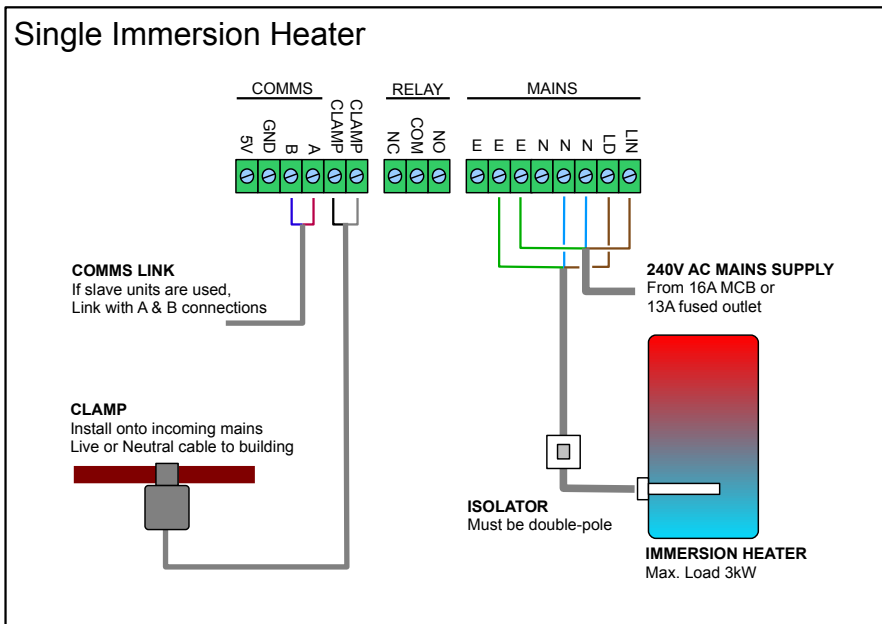 Single Immersion Heater
COMMS
RELAY
MAINS
5V
GND
B
A
CLAMP
CLAMP
NC
COM
NO
E
E
E
N
N
N
LD
LIN
COMMS LINK
If slave units are used,
Link with A & B connections
240V AC MAINS SUPPLY
From 16A MCB or
13A fused outlet
CLAMP
Install onto incoming mains
Live or Neutral cable to building
ISOLATOR
Must be double-pole
IMMERSION HEATER
Max. Load 3kW